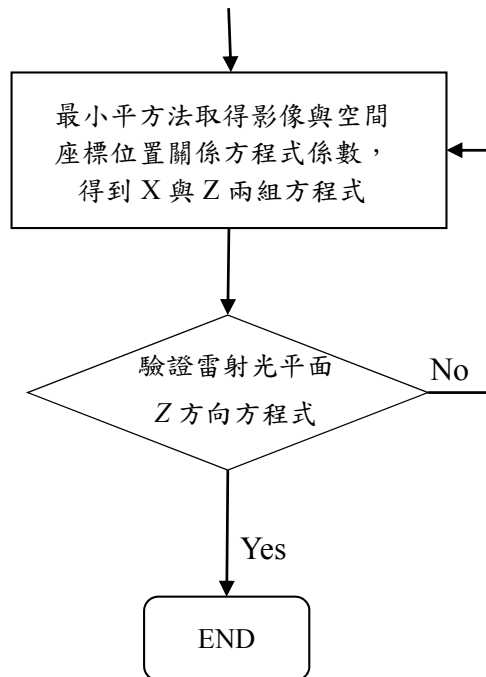 最小平方法取得影像與空間
座標位置關係方程式係數，
得到 X 與 Z 兩組方程式
驗證雷射光平面
Z 方向方程式
No
Yes
END